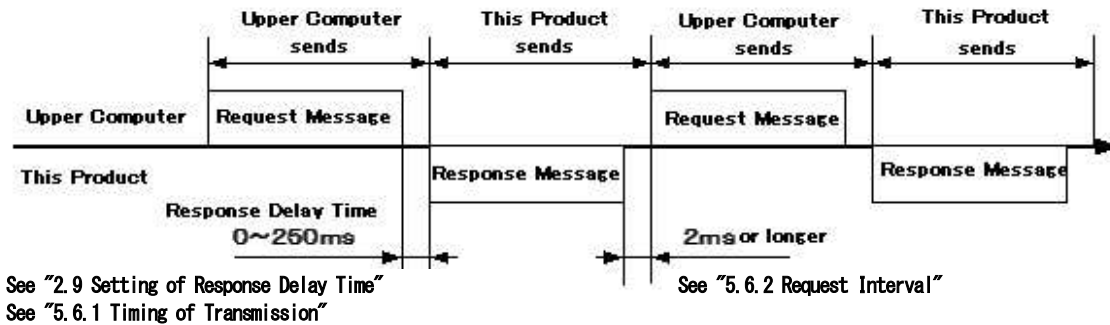 Upper Computer sends
This Product sends
Upper Computer sends
This Product sends
Upper Computer
Request Message
Request Message
This Product
Response Message
Response Message
Response Delay Time
0~250ms
2ms or longer
See "2.9 Setting of Response Delay Time"
See "5.6.2 Request Interval"
See "5.6.1 Timing of Transmission"